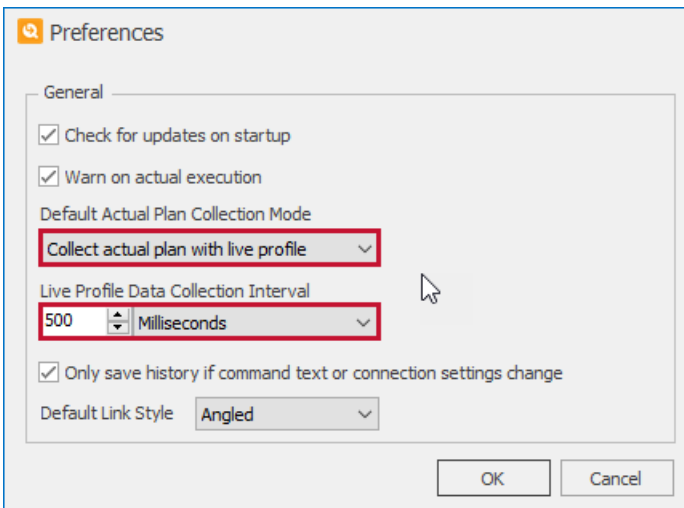 Preferences
General
Check for updates on startup
Warn on actual execution
Default Actual Plan Collection Mode
Collect actual plan with live profile
Live Profile Data Collection Interval
500 Milliseconds
Only save history if command text or connection settings change
Default Link Style Angled
OK Cancel